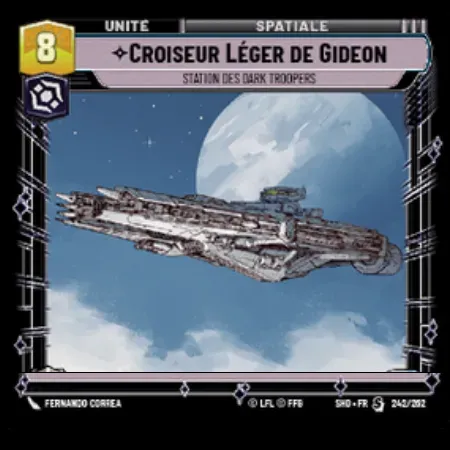 UNITÉ SPATIALE
8
CROISEUR LÉGER DE GIDEON
STATION DES DARK TROOPERS
FERNANDO CORREA © LFL © FFG SHD • FR 242/262